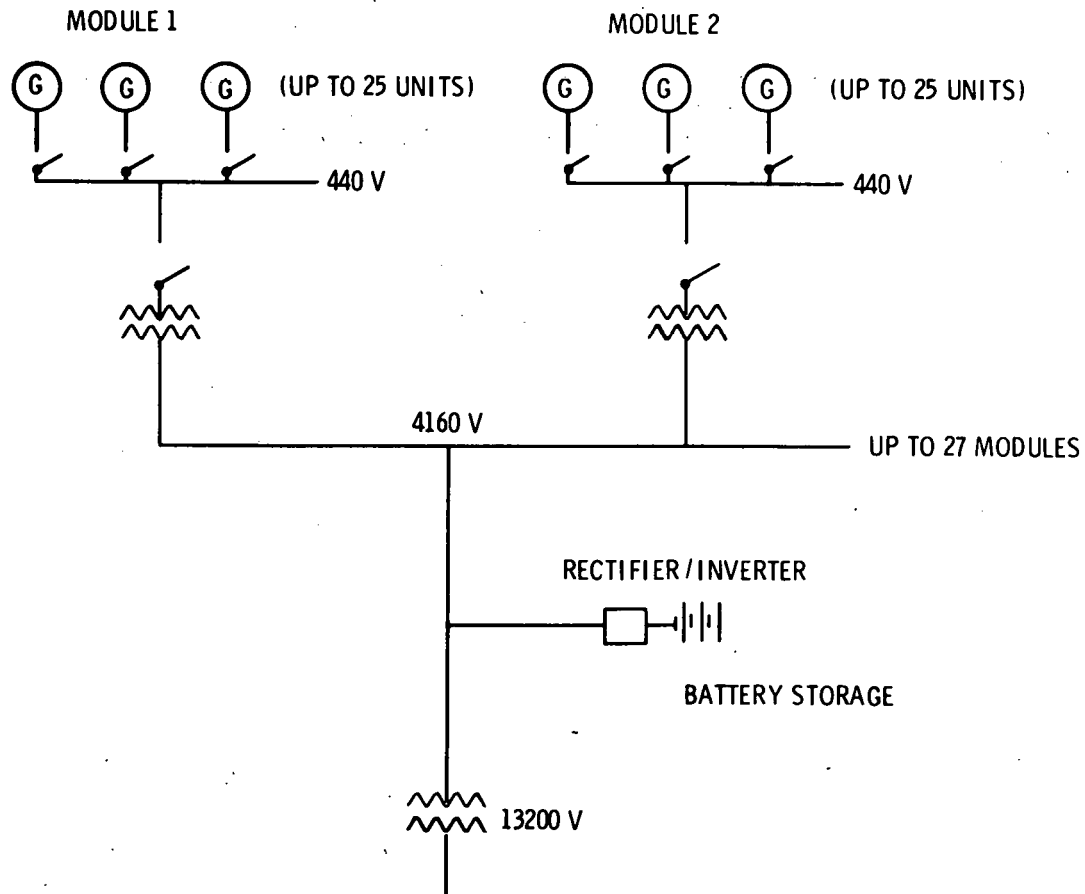 MODULE 1
MODULE 2
G G G (UP TO 25 UNITS)
G G G (UP TO 25 UNITS)
440 V
440 V
4160 V
UP TO 27 MODULES
RECTIFIER/INVERTER
BATTERY STORAGE
13200 V